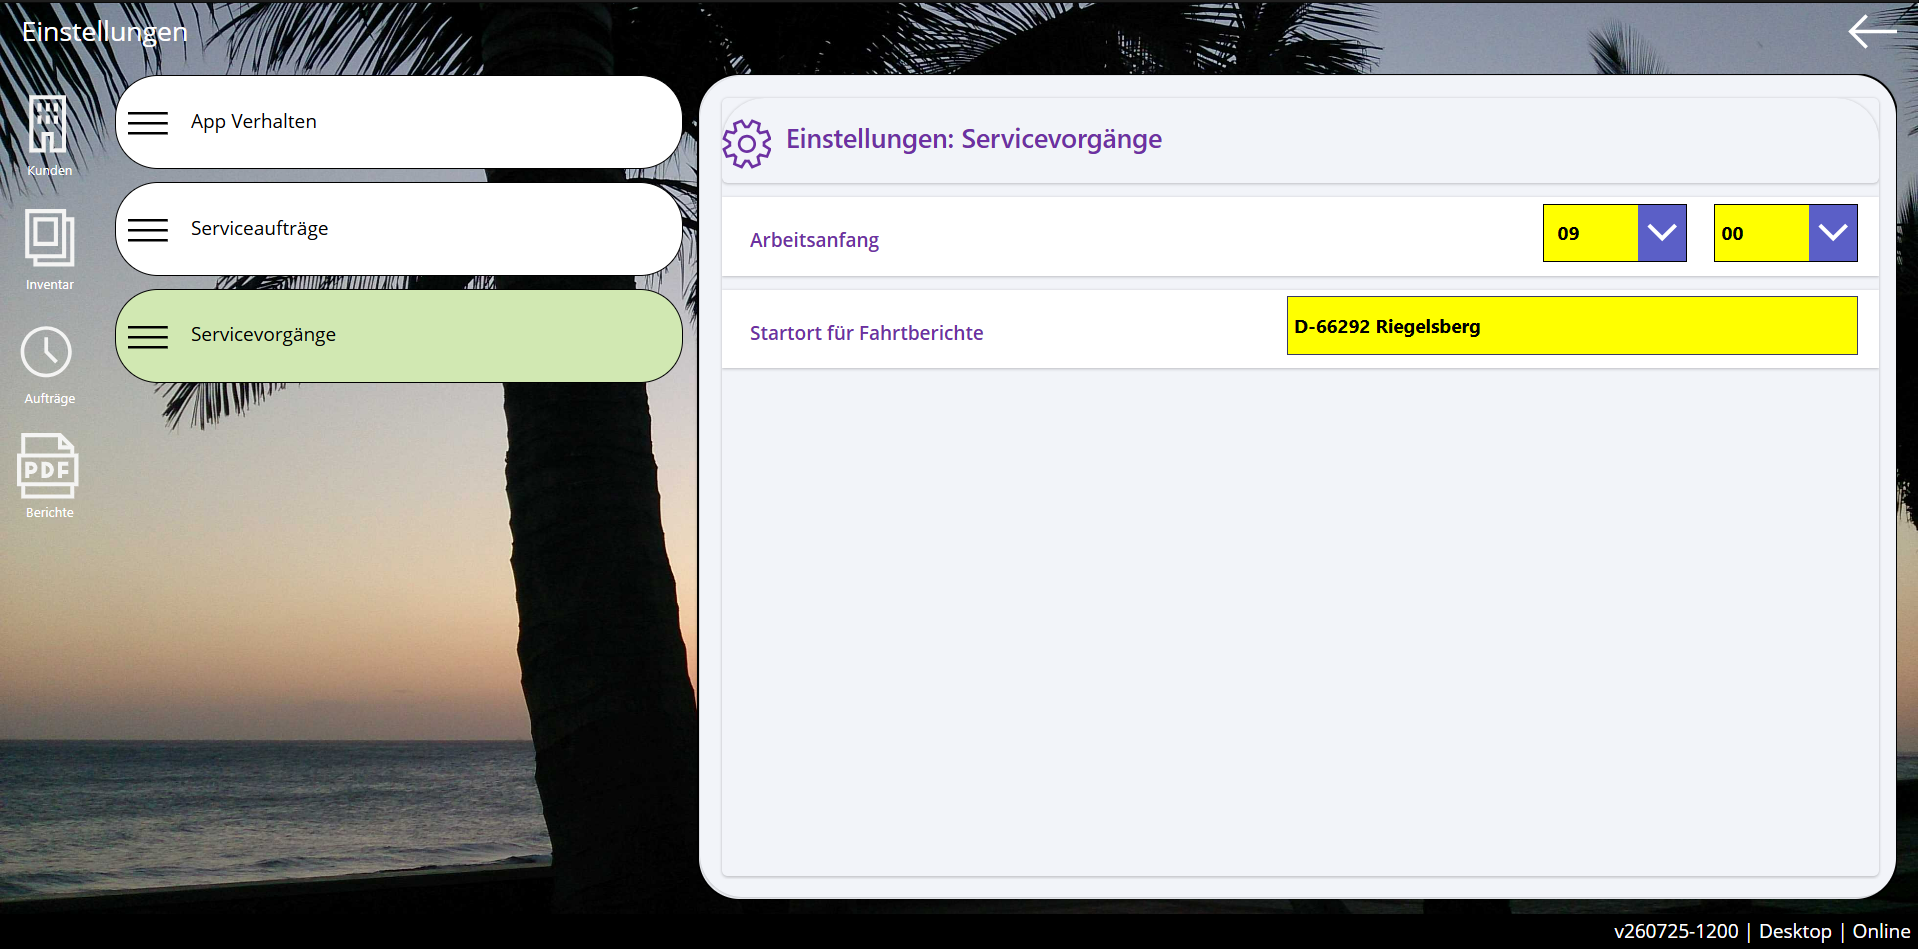 Einstellungen
Kunden
Inventar
Aufträge
PDF
Berichte
App Verhalten
Serviceaufträge
Servicevorgänge
Einstellungen: Servicevorgänge
Arbeitsanfang 09 00
Startort für Fahrtberichte D-66292 Riegelsberg
v260725-1200 | Desktop | Online